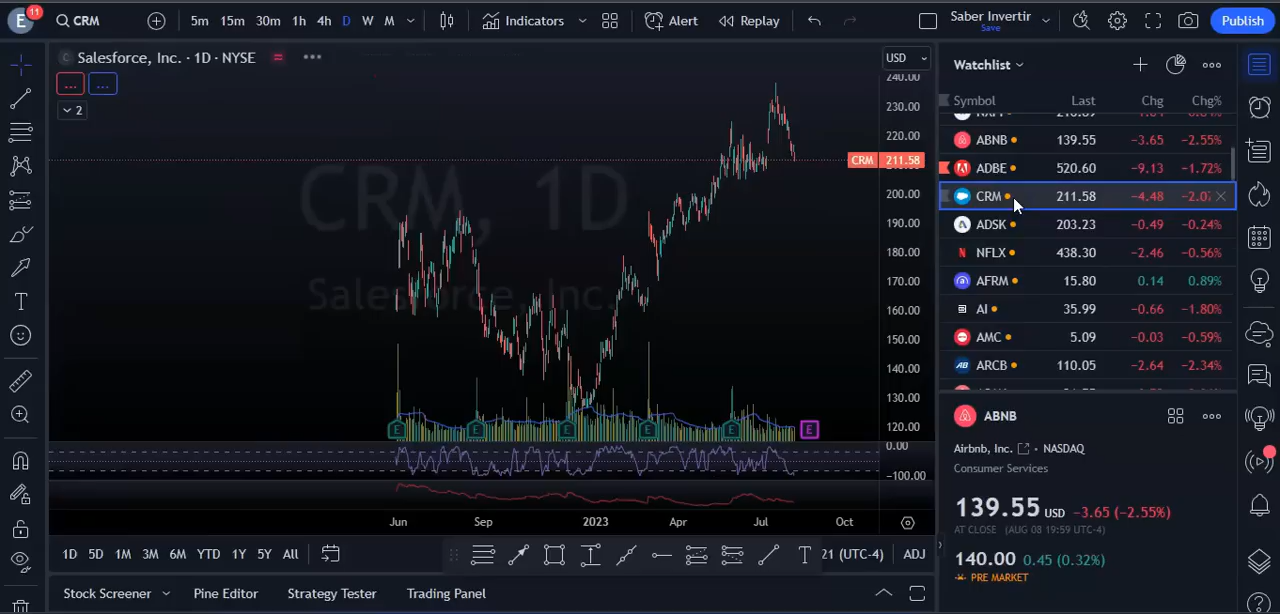 E
11
CRM
5m 15m 30m 1h 4h D W M
Indicators
Alert
Replay
Saber Invertir
Save
Publish
Salesforce, Inc. · 1D · NYSE
USD
...
...
2
CRM, 1D
Salesforce, Inc.
240.00
230.00
220.00
CRM 211.58
200.00
190.00
180.00
170.00
160.00
150.00
140.00
130.00
120.00
0.00
−100.00
E E E E E E
Jun Sep 2023 Apr Jul Oct
1D 5D 1M 3M 6M YTD 1Y 5Y All
T
21 (UTC-4) ADJ
Stock Screener Pine Editor Strategy Tester Trading Panel
Watchlist
Symbol Last Chg Chg%
ABNB 139.55 −3.65 −2.55%
ADBE 520.60 −9.13 −1.72%
CRM 211.58 −4.48
ADSK 203.23 −0.49 −0.24%
NFLX 438.30 −2.46 −0.56%
AFRM 15.80 0.14 0.89%
AI 35.99 −0.66 −1.80%
AMC 5.09 −0.03 −0.59%
ARCB 110.05 −2.64 −2.34%
ABNB
Airbnb, Inc. · NASDAQ
Consumer Services
139.55 USD −3.65 (−2.55%)
AT CLOSE (AUG 08 19:59 UTC-4)
140.00 0.45 (0.32%)
PRE MARKET